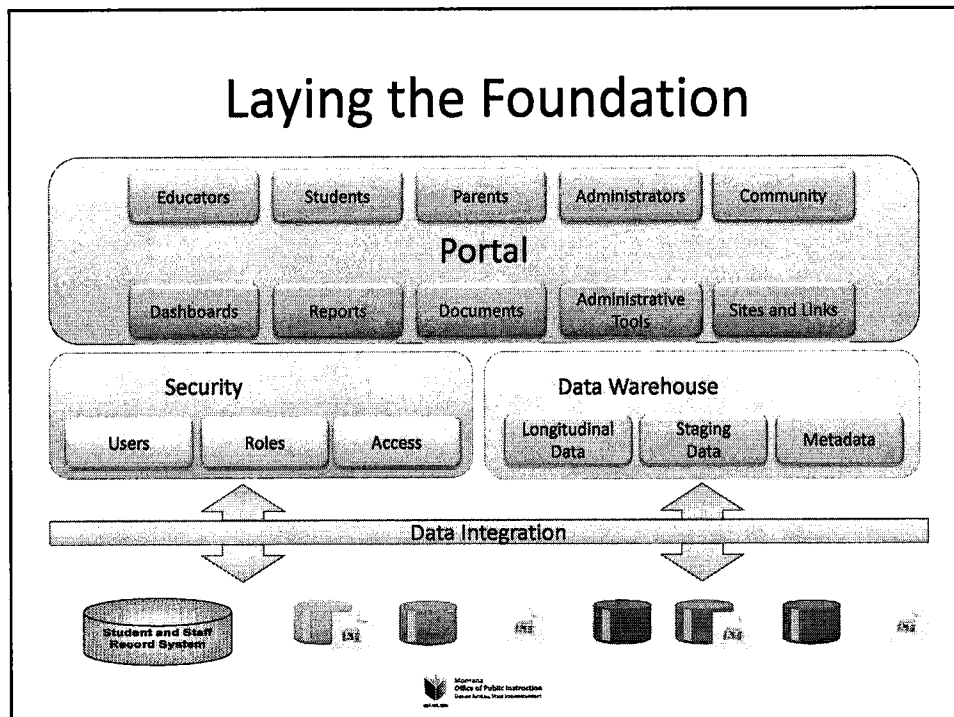 Laying the Foundation
Educators
Students
Parents
Administrators
Community
Portal
Dashboards
Reports
Documents
Administrative
Tools
Sites and Links
Security
Users
Roles
Access
Data Warehouse
Longitudinal
Data
Staging
Data
Metadata
Data Integration
Student and Staff
Record System
Montana
Office of Public Instruction